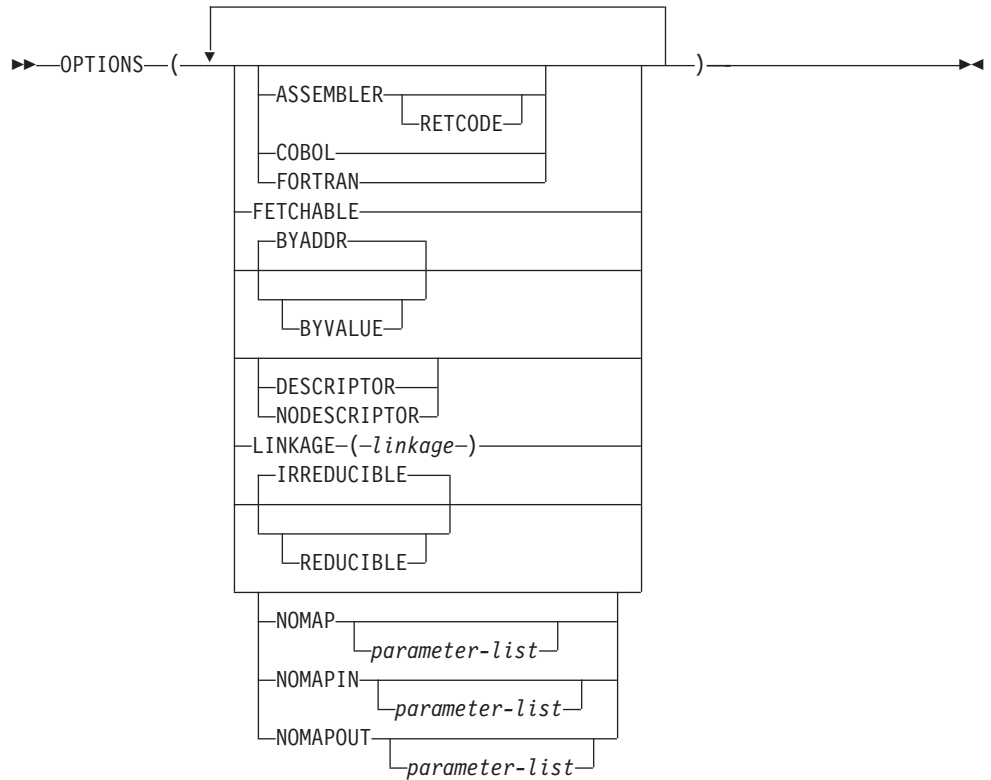 OPTIONS ( )
ASSEMBLER
RETCODE
COBOL
FORTRAN
FETCHABLE
BYADDR
BYVALUE
DESCRIPTOR
NODESCRIPTOR
LINKAGE (linkage)
IRREDUCIBLE
REDUCIBLE
NOMAP
parameter-list
NOMAPIN
parameter-list
NOMAPOUT
parameter-list